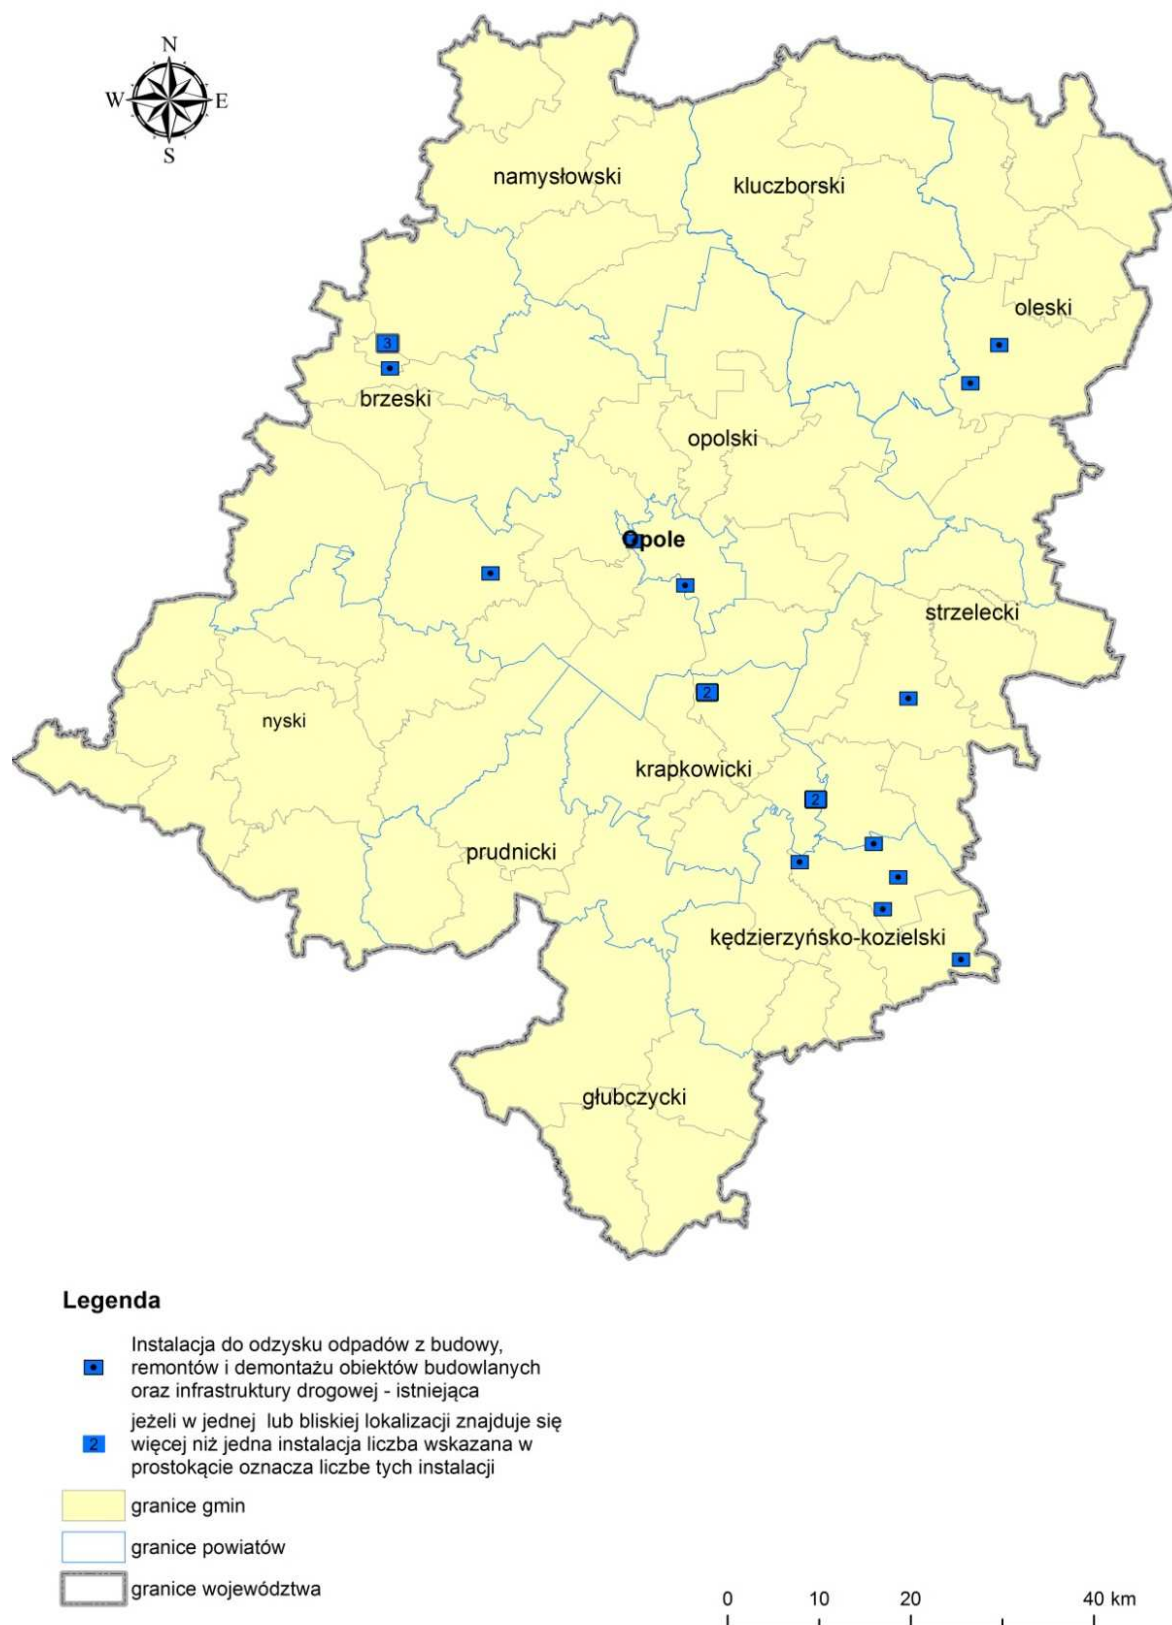 N
W
E
S
namysłowski
kluczborski
oleski
3
brzeski
opolski
Opole
strzelecki
2
nyski
krapkowicki
2
prudnicki
kędzierzyńsko-kozielski
głubczycki
Legenda
Instalacja do odzysku odpadów z budowy,
remontów i demontażu obiektów budowlanych
oraz infrastruktury drogowej - istniejąca
jeżeli w jednej lub bliskiej lokalizacji znajduje się
2
więcej niż jedna instalacja liczba wskazana w
prostokącie oznacza liczbe tych instalacji
granice gmin
granice powiatów
granice województwa
0 10 20 40 km